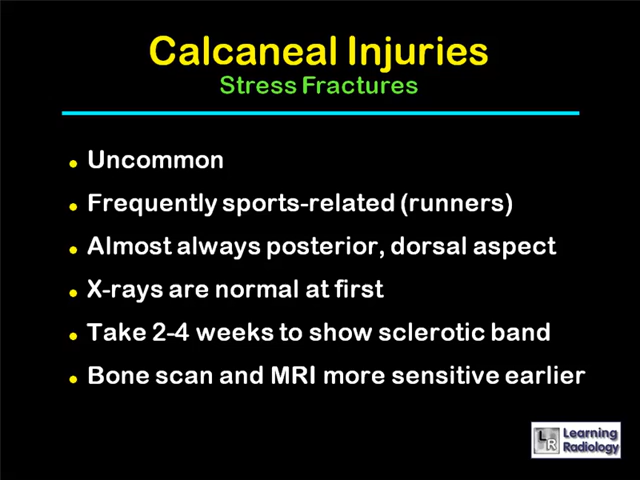 Calcaneal Injuries
Stress Fractures
Uncommon
Frequently sports-related (runners)
Almost always posterior, dorsal aspect
X-rays are normal at first
Take 2-4 weeks to show sclerotic band
Bone scan and MRI more sensitive earlier
LR Learning
Radiology